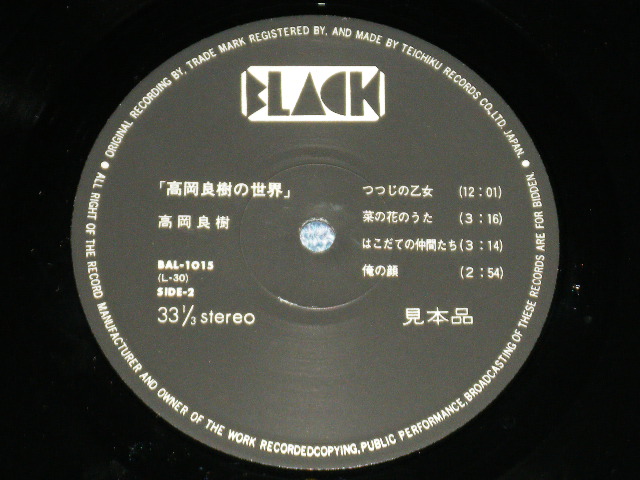 ● ORIGINAL RECORDING BY, TRADE MARK REGISTERED BY, AND MADE BY TEICHIKU RECORDS CO., LTD. JAPAN. ●
BLACK
「高岡良樹の世界」
高岡良樹
BAL-1015
(L-30)
SIDE-2
33 1/3 stereo
つつじの乙女 (12:01)
菜の花のうた (3:16)
はこだての仲間たち (3:14)
俺の顔 (2:54)
見本品
ALL RIGHT OF THE RECORD MANUFACTURER AND OWNER OF THE WORK RECORDEDCOPYING, PUBLIC PERFORMANCE, BROADCASTING OF THESE RECORDS ARE FOR BIDDEN.